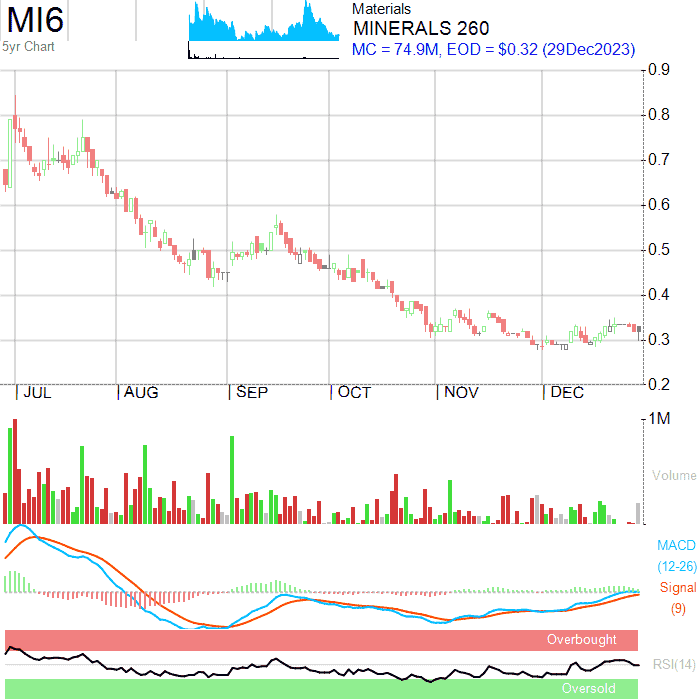 MI6
5yr Chart
Materials
MINERALS 260
MC = 74.9M, EOD = $0.32 (29Dec2023)
0.9
0.8
0.7
0.6
0.5
0.4
0.3
0.2
JUL AUG SEP OCT NOV DEC
1M
Volume
MACD
(12-26)
Signal
(9)
Overbought
RSI(14)
Oversold